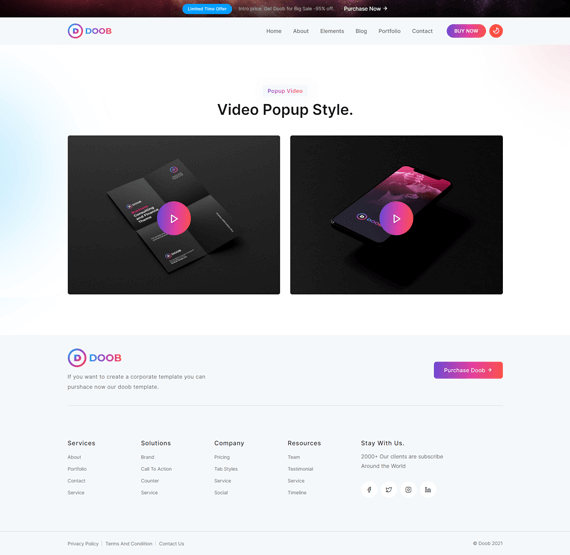 Limited Time Offer Intro price. Get Doob for Big Sale -95% off. Purchase Now
DOOB Home About Elements Blog Portfolio Contact BUY NOW
Popup Video
Video Popup Style.
DOOB
DOOB
DOOB
DOOB
If you want to create a corporate template you can
purshace now our doob template.
Purchase Doob
Services Solutions Company Resources Stay With Us.
About Brand Pricing Team 2000+ Our clients are subscribe
Around the World
Portfolio Call To Action Tab Styles Testimonial
Contact Counter Service Service
Service Service Social Timeline
Privacy Policy Terms And Condition Contact Us © Doob 2021